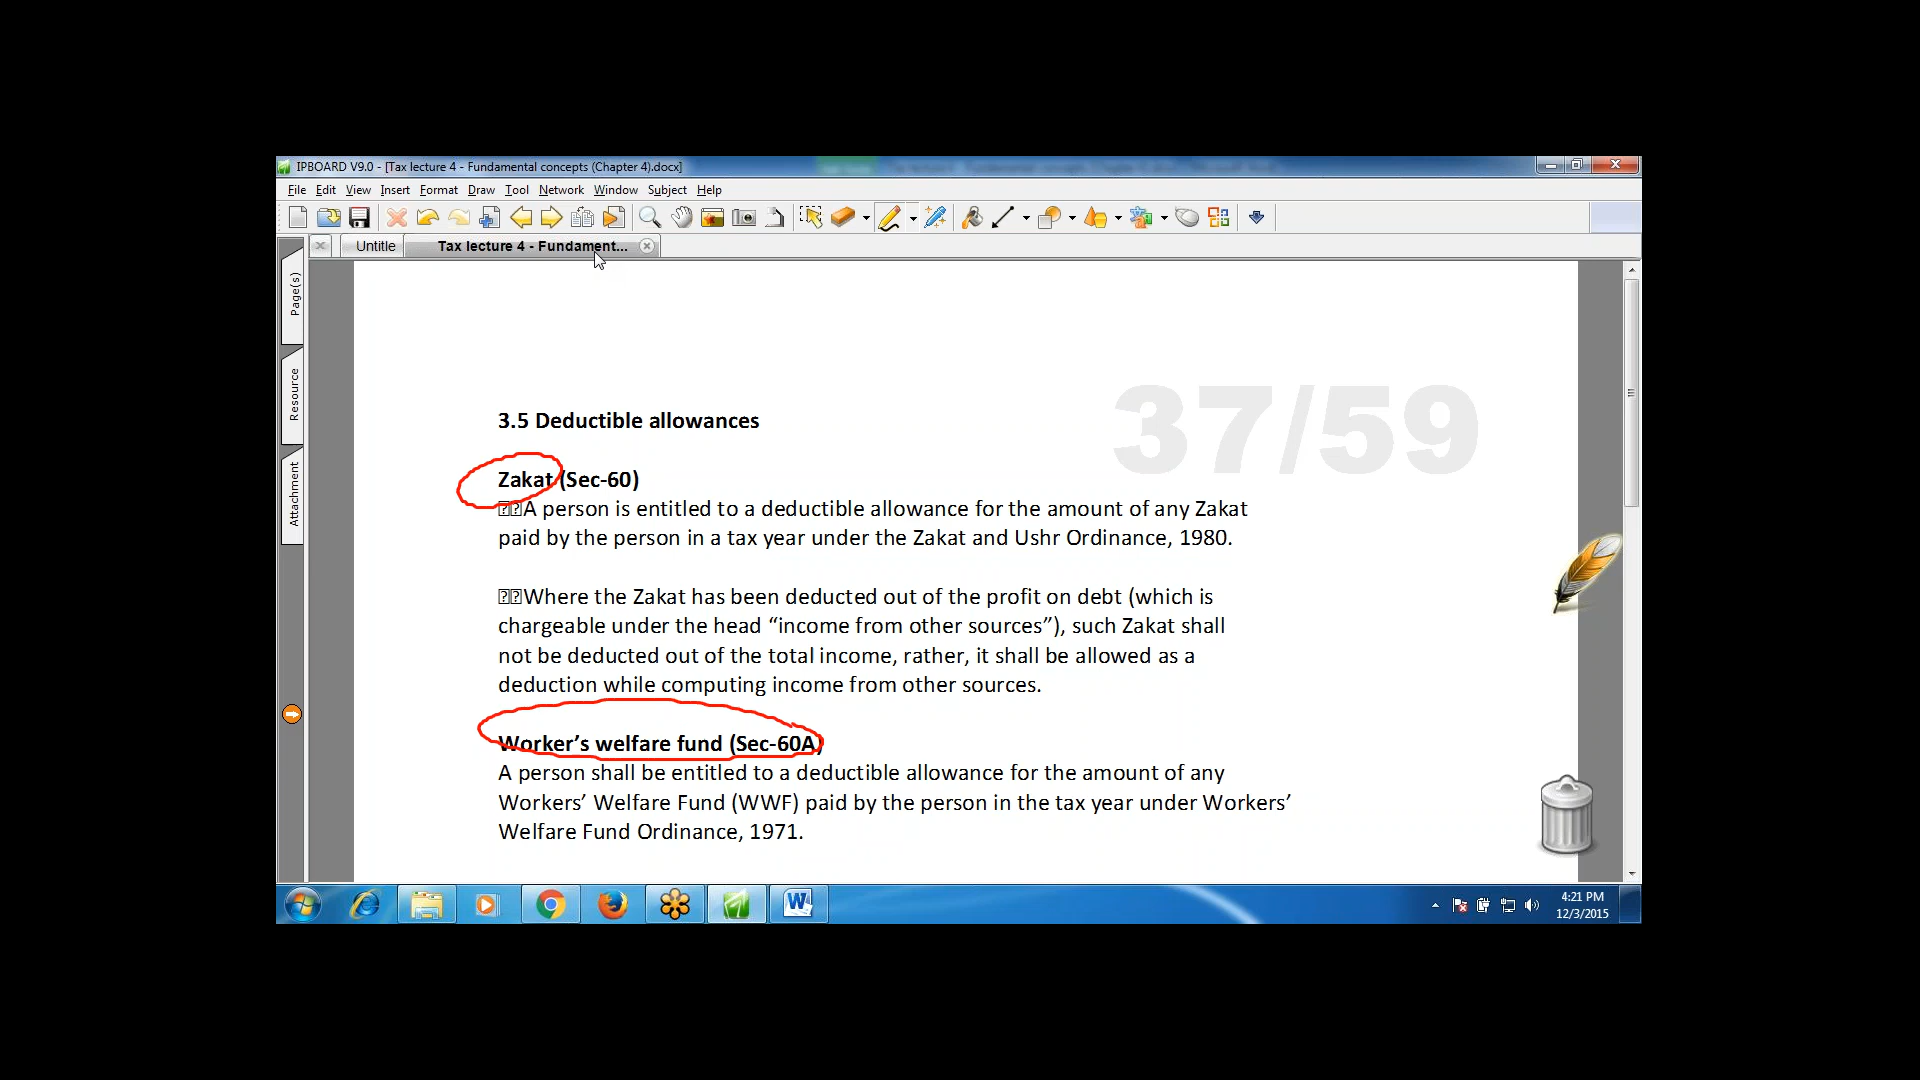 IPBOARD V9.0 - [Tax lecture 4 - Fundamental concepts (Chapter 4).docx]
File Edit View Insert Format Draw Tool Network Window Subject Help
Untitle Tax lecture 4 - Fundament...
Page(s)
Resource
Attachment
37/59
3.5 Deductible allowances
Zakat (Sec-60)
A person is entitled to a deductible allowance for the amount of any Zakat
paid by the person in a tax year under the Zakat and Ushr Ordinance, 1980.
Where the Zakat has been deducted out of the profit on debt (which is
chargeable under the head “income from other sources”), such Zakat shall
not be deducted out of the total income, rather, it shall be allowed as a
deduction while computing income from other sources.
Worker’s welfare fund (Sec-60A)
A person shall be entitled to a deductible allowance for the amount of any
Workers’ Welfare Fund (WWF) paid by the person in the tax year under Workers’
Welfare Fund Ordinance, 1971.
4:21 PM
12/3/2015